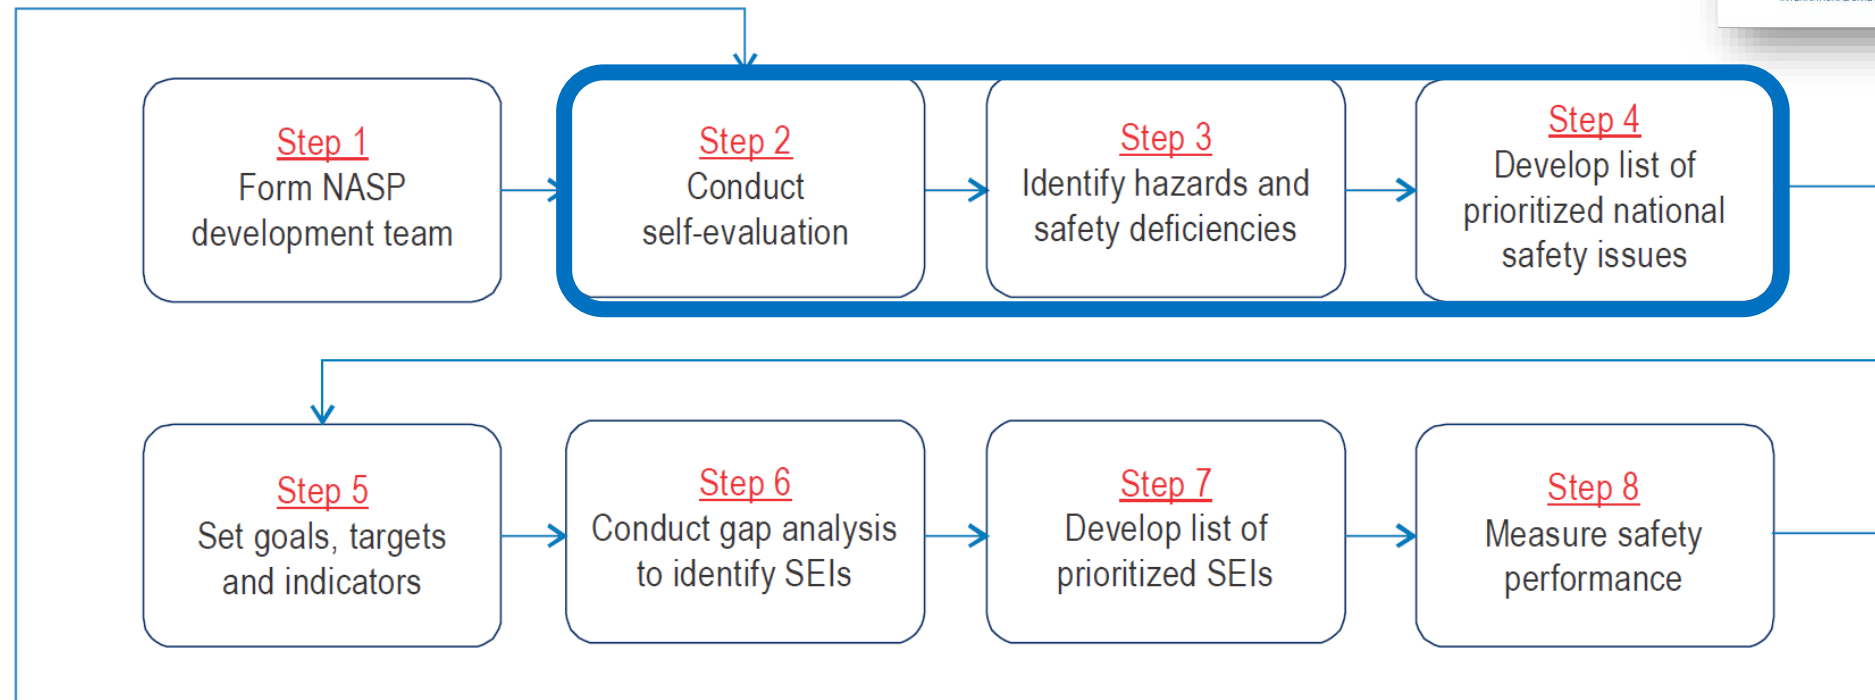 Step 1
Form NASP
development team
Step 2
Conduct
self-evaluation
Step 3
Identify hazards and
safety deficiencies
Step 4
Develop list of
prioritized national
safety issues
Step 5
Set goals, targets
and indicators
Step 6
Conduct gap analysis
to identify SEIs
Step 7
Develop list of
prioritized SEIs
Step 8
Measure safety
performance